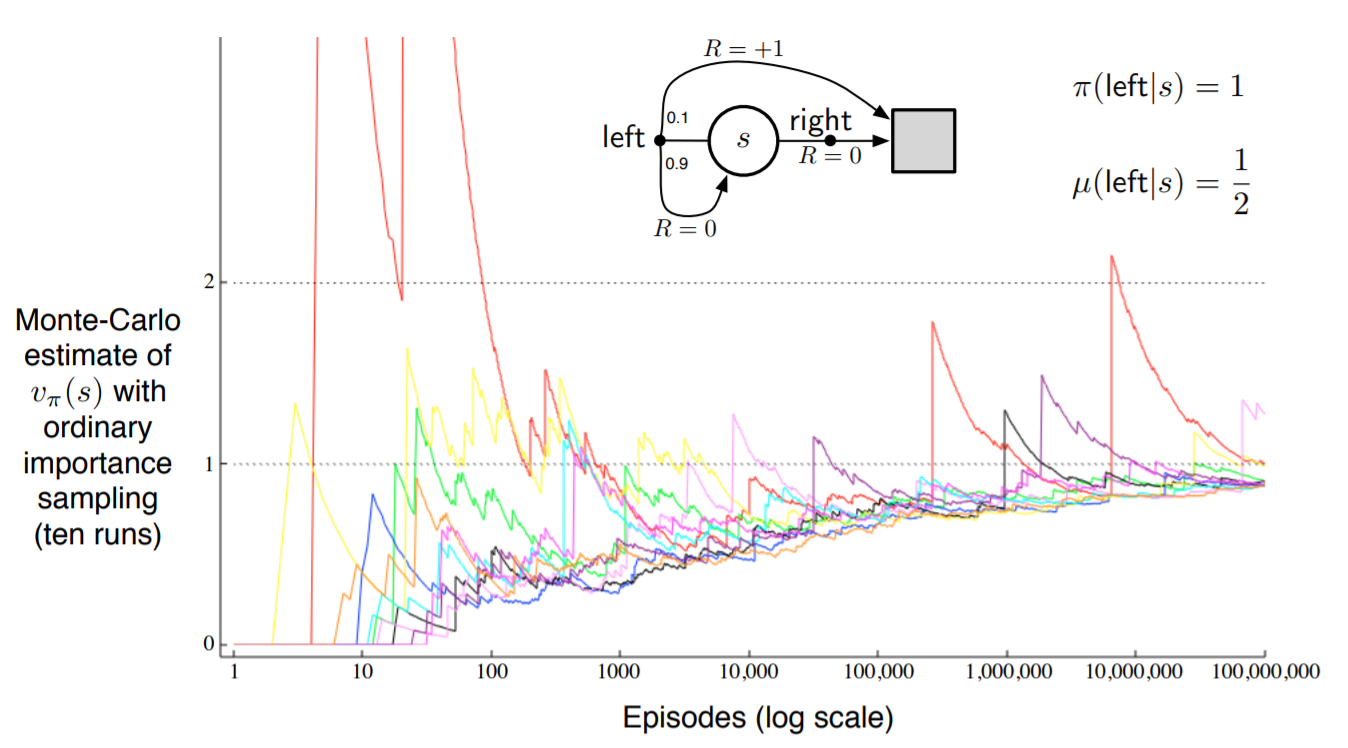 R = +1
π(left|s) = 1
0.1
left
s
right
R = 0
0.9
μ(left|s) = 1/2
R = 0
2
Monte-Carlo
estimate of
vπ(s) with
ordinary
importance
sampling
(ten runs)
1
0
1 10 100 1000 10,000 100,000 1,000,000 10,000,000 100,000,000
Episodes (log scale)